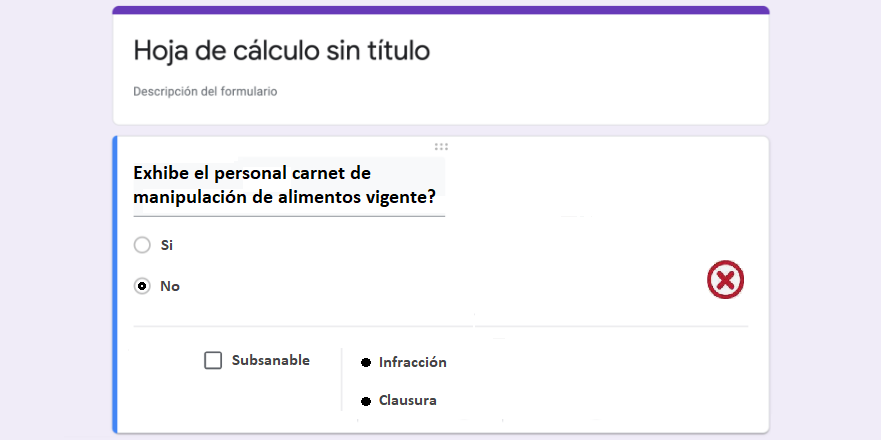 Hoja de cálculo sin título
Descripción del formulario
Exhibe el personal carnet de
manipulación de alimentos vigente?
Si
No
Subsanable
Infracción
Clausura